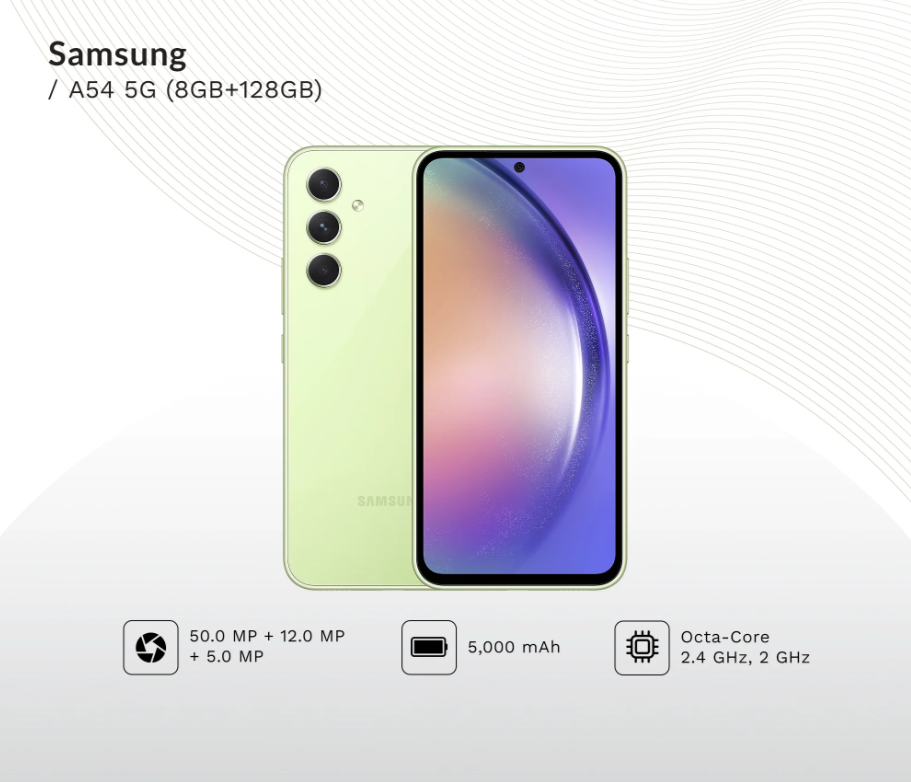 Samsung
/ A54 5G (8GB+128GB)
SAMSUN
50.0 MP + 12.0 MP
+ 5.0 MP
5,000 mAh
Octa-Core
2.4 GHz, 2 GHz